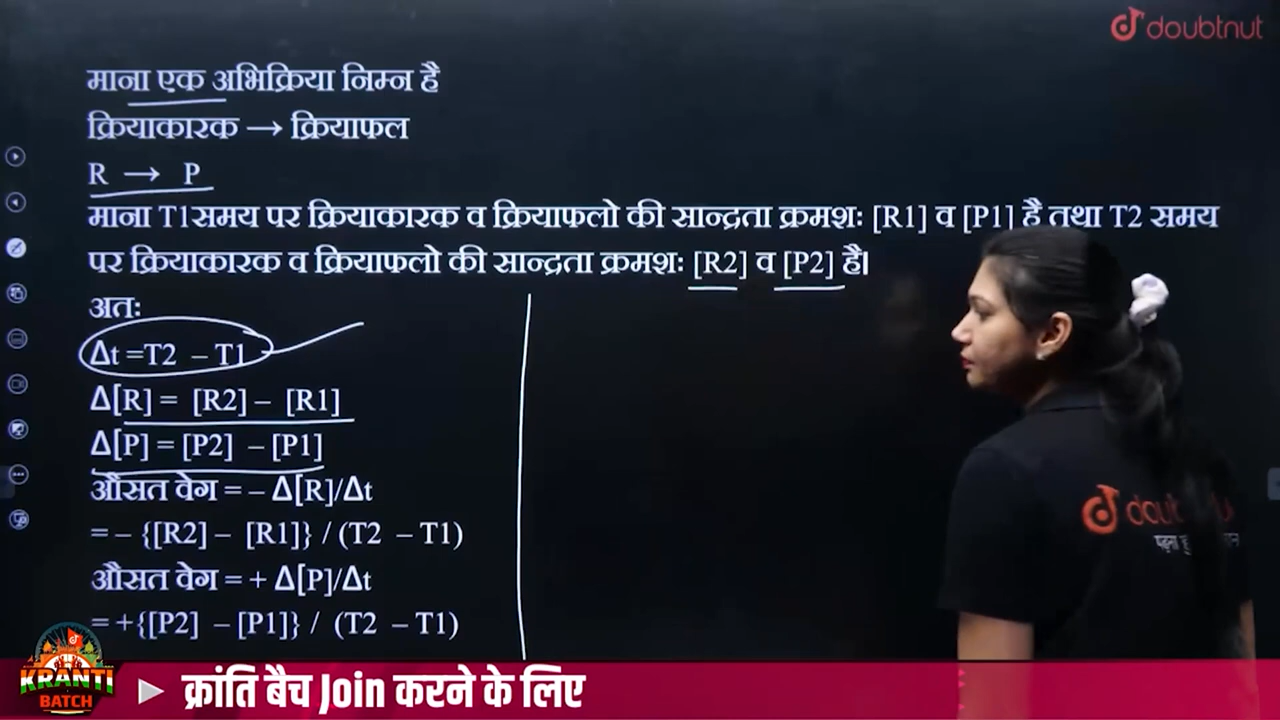 doubtnut
माना एक अभिक्रिया निम्न है
क्रियाकारक → क्रियाफल
R → P
माना T1समय पर क्रियाकारक व क्रियाफलो की सान्द्रता क्रमशः [R1] व [P1] है तथा T2 समय
पर क्रियाकारक व क्रियाफलो की सान्द्रता क्रमशः [R2] व [P2] है।
अतः
Δt =T2 – T1
Δ[R] = [R2] – [R1]
Δ[P] = [P2] – [P1]
औसत वेग = – Δ[R]/Δt
= – {[R2] – [R1]} / (T2 – T1)
औसत वेग = + Δ[P]/Δt
= +{[P2] – [P1]} / (T2 – T1)
KRANTI
BATCH
क्रांति बैच Join करने के लिए